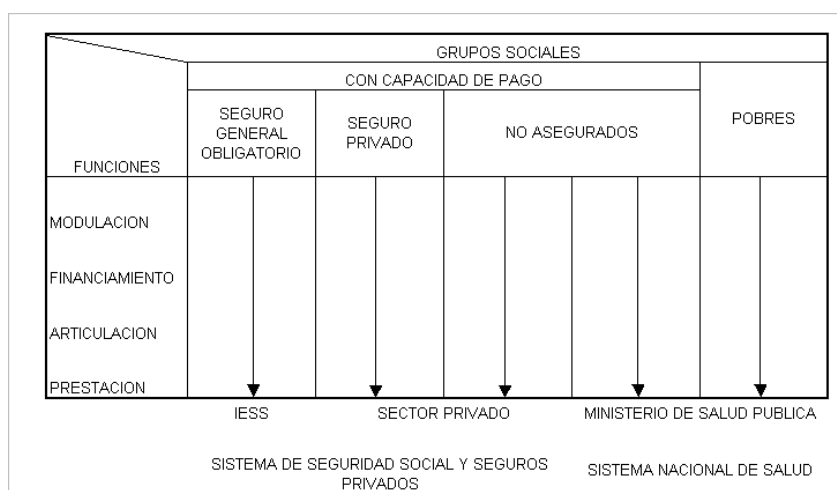 GRUPOS SOCIALES
CON CAPACIDAD DE PAGO
SEGURO
GENERAL
OBLIGATORIO
SEGURO
PRIVADO
NO ASEGURADOS
POBRES
FUNCIONES
MODULACION
FINANCIAMIENTO
ARTICULACION
PRESTACION
IESS
SECTOR PRIVADO
MINISTERIO DE SALUD PUBLICA
SISTEMA DE SEGURIDAD SOCIAL Y SEGUROS
PRIVADOS
SISTEMA NACIONAL DE SALUD